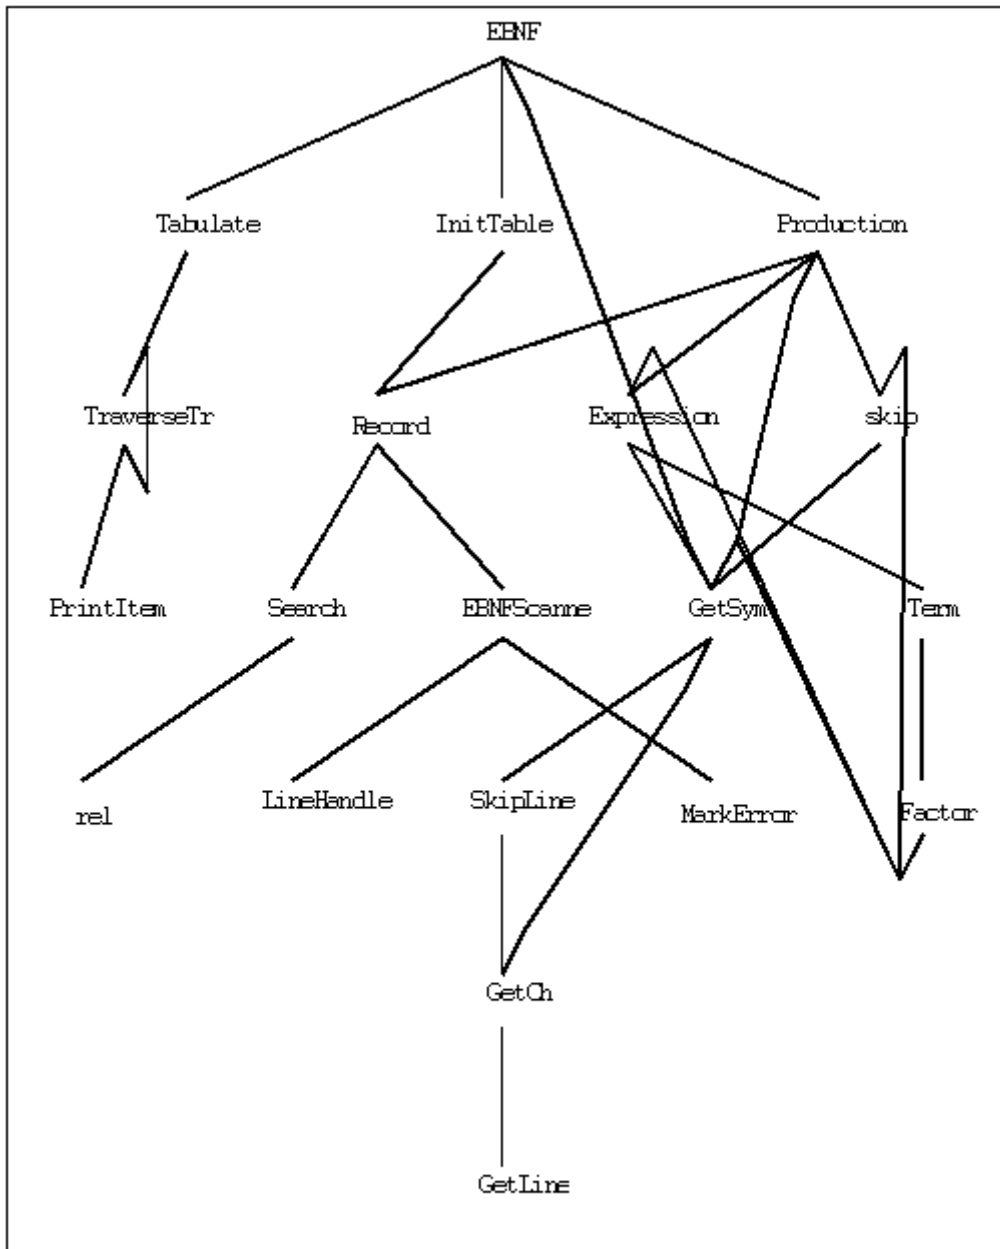 EBNF
Tabulate
InitTable
Production
TraverseTr
Record
Expression
skip
PrintItem
Search
EBNFScanne
GetSym
Term
rel
LineHandle
SkipLine
MarkError
Factor
GetCh
GetLine